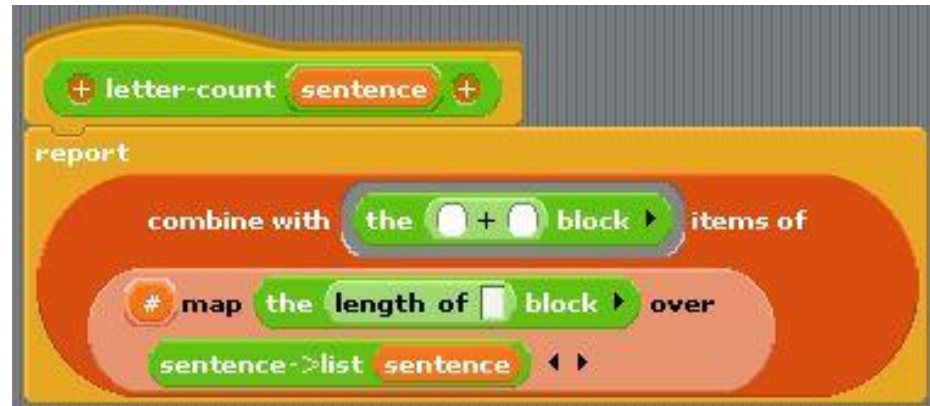 + letter-count sentence +
report
combine with the + block items of
# map the length of block over
sentence->list sentence